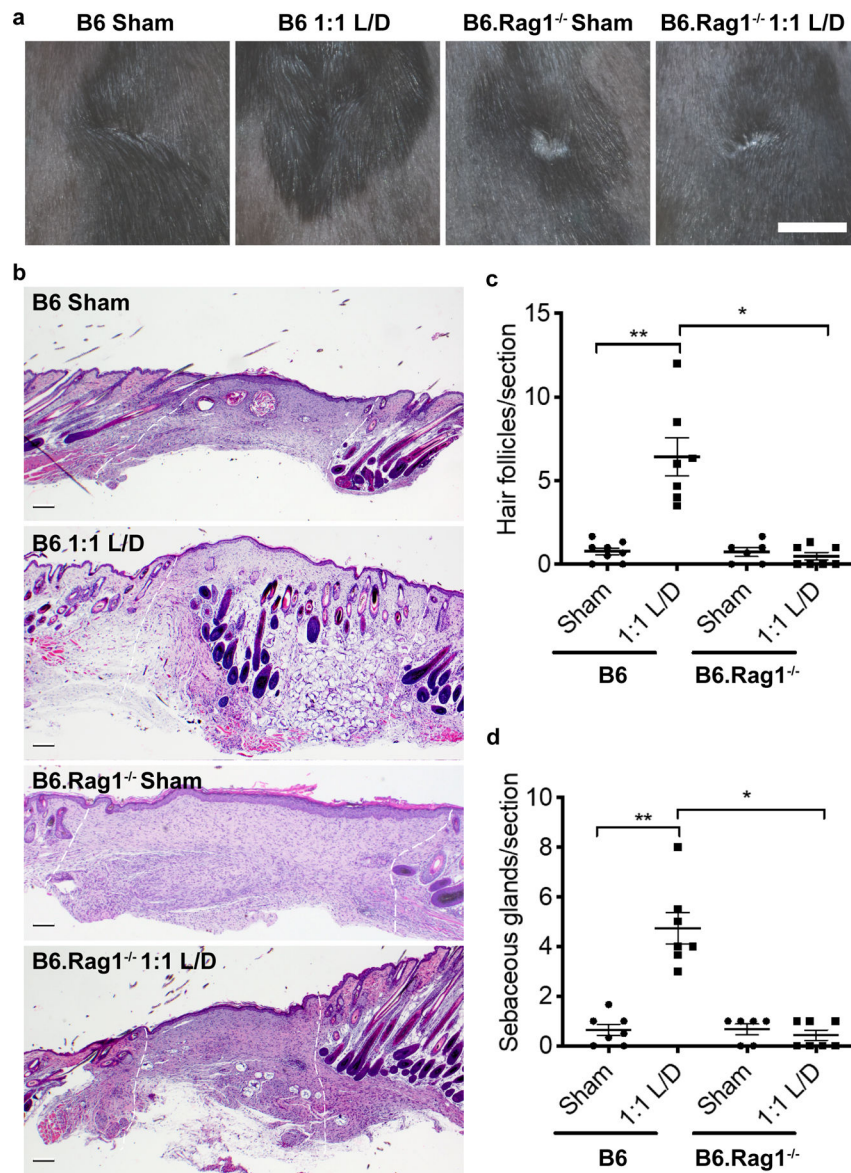 a
B6 Sham
B6 1:1 L/D
B6.Rag1-/- Sham
B6.Rag1-/- 1:1 L/D
b
B6 Sham
B6 1:1 L/D
B6.Rag1-/- Sham
B6.Rag1-/- 1:1 L/D
c
Hair follicles/section
15
10
5
0
**
*
Sham
1:1 L/D
Sham
1:1 L/D
B6
B6.Rag1-/-
d
Sebaceous glands/section
10
8
6
4
2
0
**
*
Sham
1:1 L/D
Sham
1:1 L/D
B6
B6.Rag1-/-